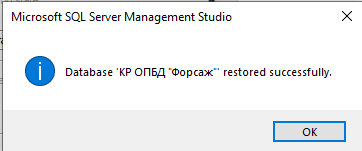 Microsoft SQL Server Management Studio
Database 'КР ОПБД "Форсаж"' restored successfully.
OK